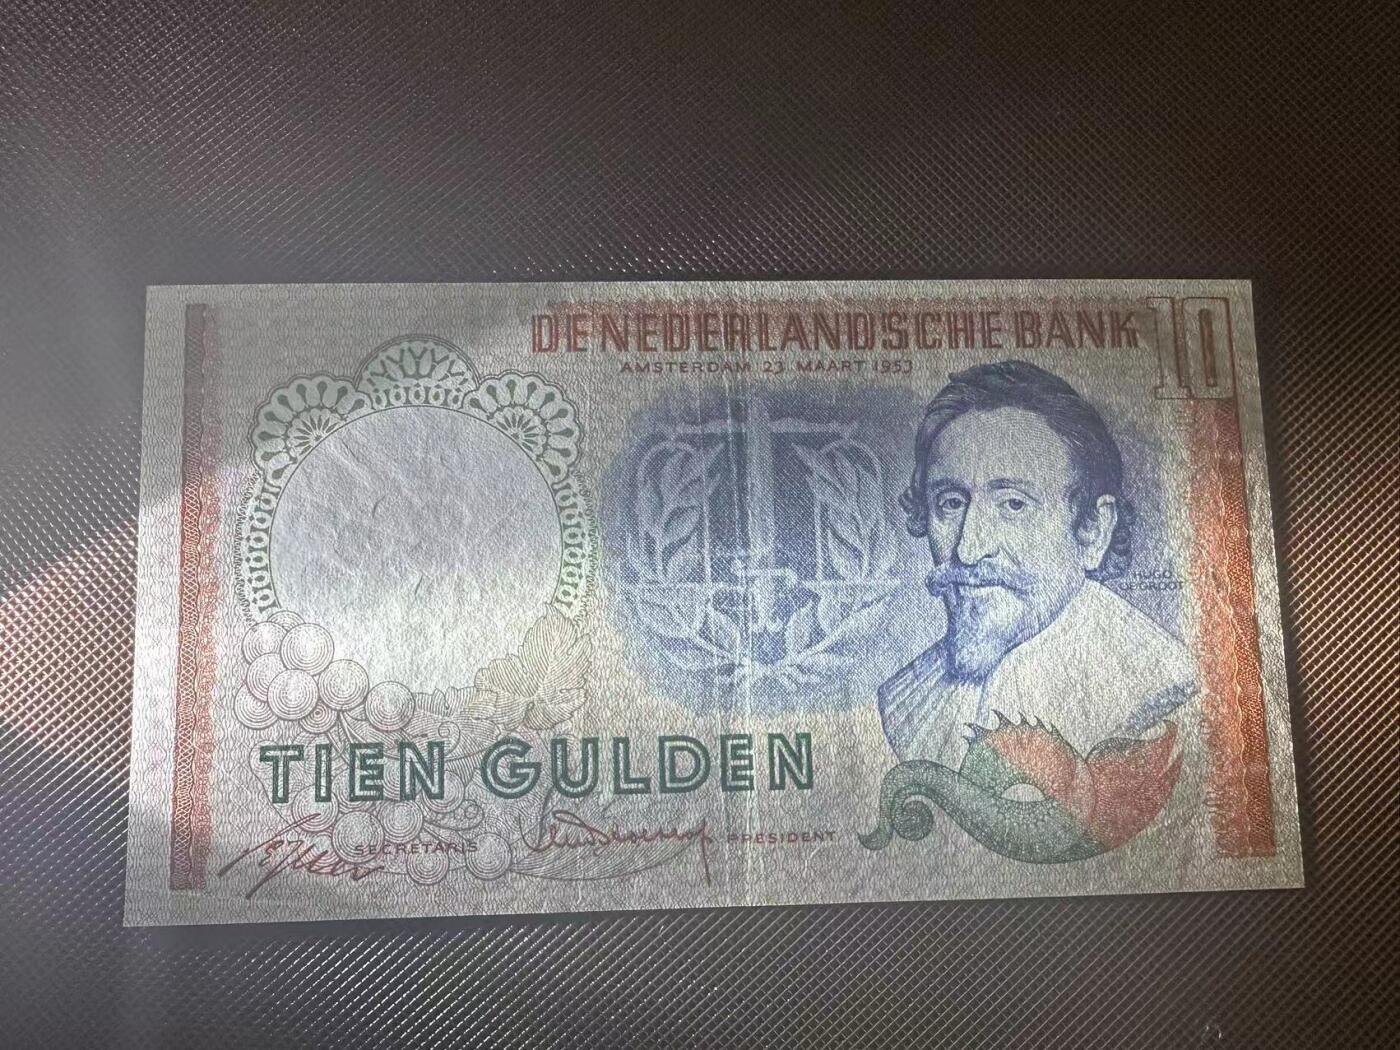 DE NEDERLANDSCHE BANK
10
AMSTERDAM 23 MAART 1953
HUGO
DE GROOT
TIEN GULDEN
SECRETARIS
PRESIDENT